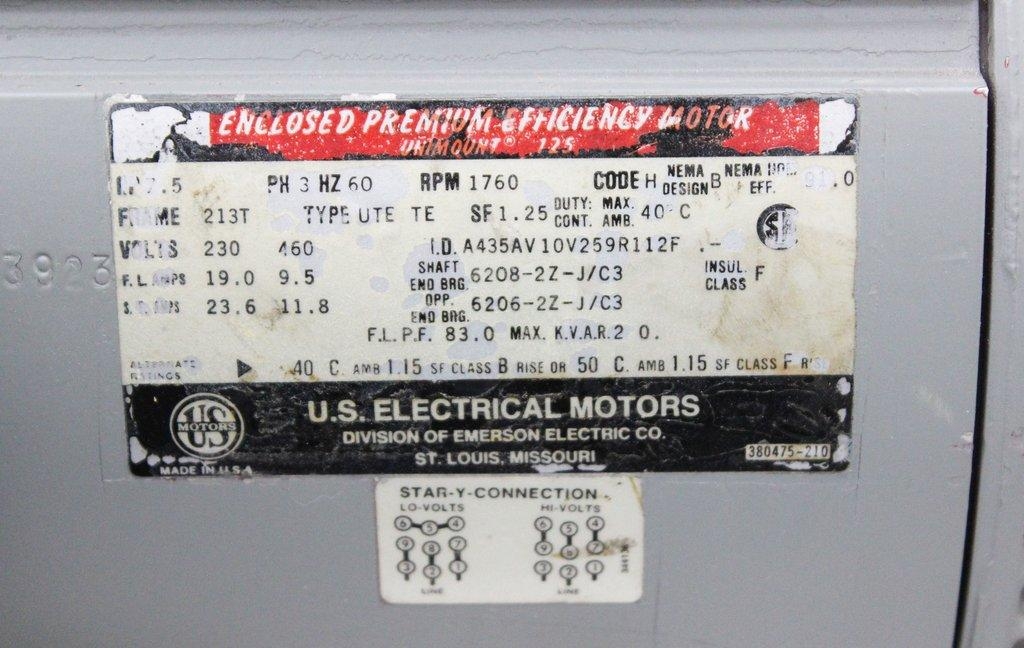 ENCLOSED PREMIUM EFFICIENCY MOTOR
UNIMOUNT® 125
7.5 PH 3 HZ 60 RPM 1760 CODE H NEMA DESIGN B NEMA NOM. EFF. 91.0
FRAME 213T TYPE UTE TE SF 1.25 DUTY: MAX. CONT. AMB. 40°C
VOLTS 230 460 I.D. A435AV10V259R112F .-
3923
F.L. AMPS 19.0 9.5 SHAFT END BRG. 6208-2Z-J/C3 INSUL. CLASS F
S.F. AMPS 23.6 11.8 OPP. END BRG. 6206-2Z-J/C3
F.L.P.F. 83.0 MAX. K.V.A.R. 2 0.
ALTERNATE RATINGS ▶ 40 C. AMB 1.15 SF CLASS B RISE OR 50 C. AMB 1.15 SF CLASS F RISE
US MOTORS
U.S. ELECTRICAL MOTORS
DIVISION OF EMERSON ELECTRIC CO.
ST. LOUIS, MISSOURI
MADE IN U.S.A
380475-210
STAR-Y-CONNECTION
LO-VOLTS HI-VOLTS
6 5 4 6 5 4
9 8 7 9 8 7
3 2 1 3 2 1
LINE LINE